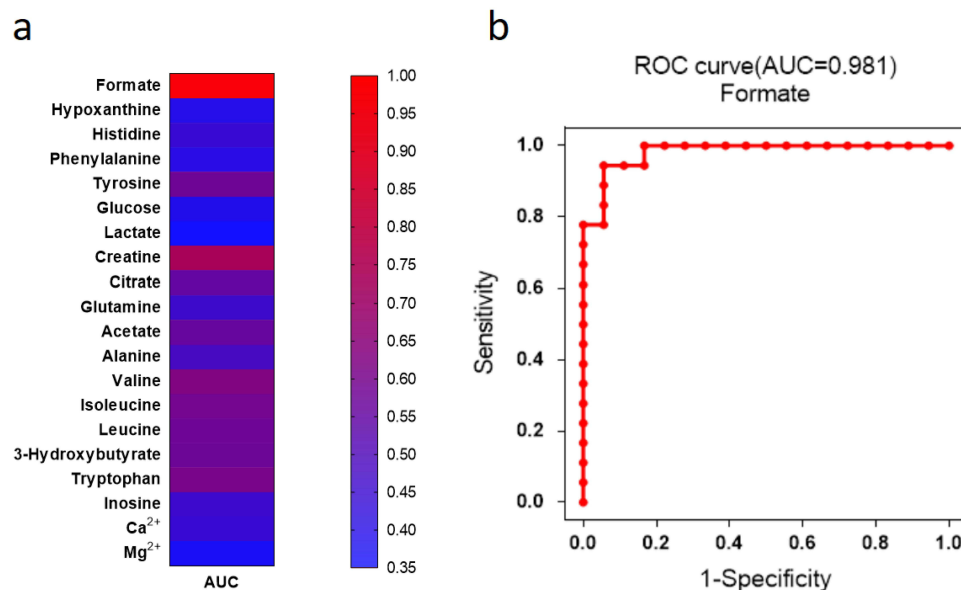 a
Formate
Hypoxanthine
Histidine
Phenylalanine
Tyrosine
Glucose
Lactate
Creatine
Citrate
Glutamine
Acetate
Alanine
Valine
Isoleucine
Leucine
3-Hydroxybutyrate
Tryptophan
Inosine
Ca²⁺
Mg²⁺
AUC
1.00
0.95
0.90
0.85
0.80
0.75
0.70
0.65
0.60
0.55
0.50
0.45
0.40
0.35
b
ROC curve(AUC=0.981)
Formate
Sensitivity
1.0
0.8
0.6
0.4
0.2
0.0
0.0 0.2 0.4 0.6 0.8 1.0
1-Specificity